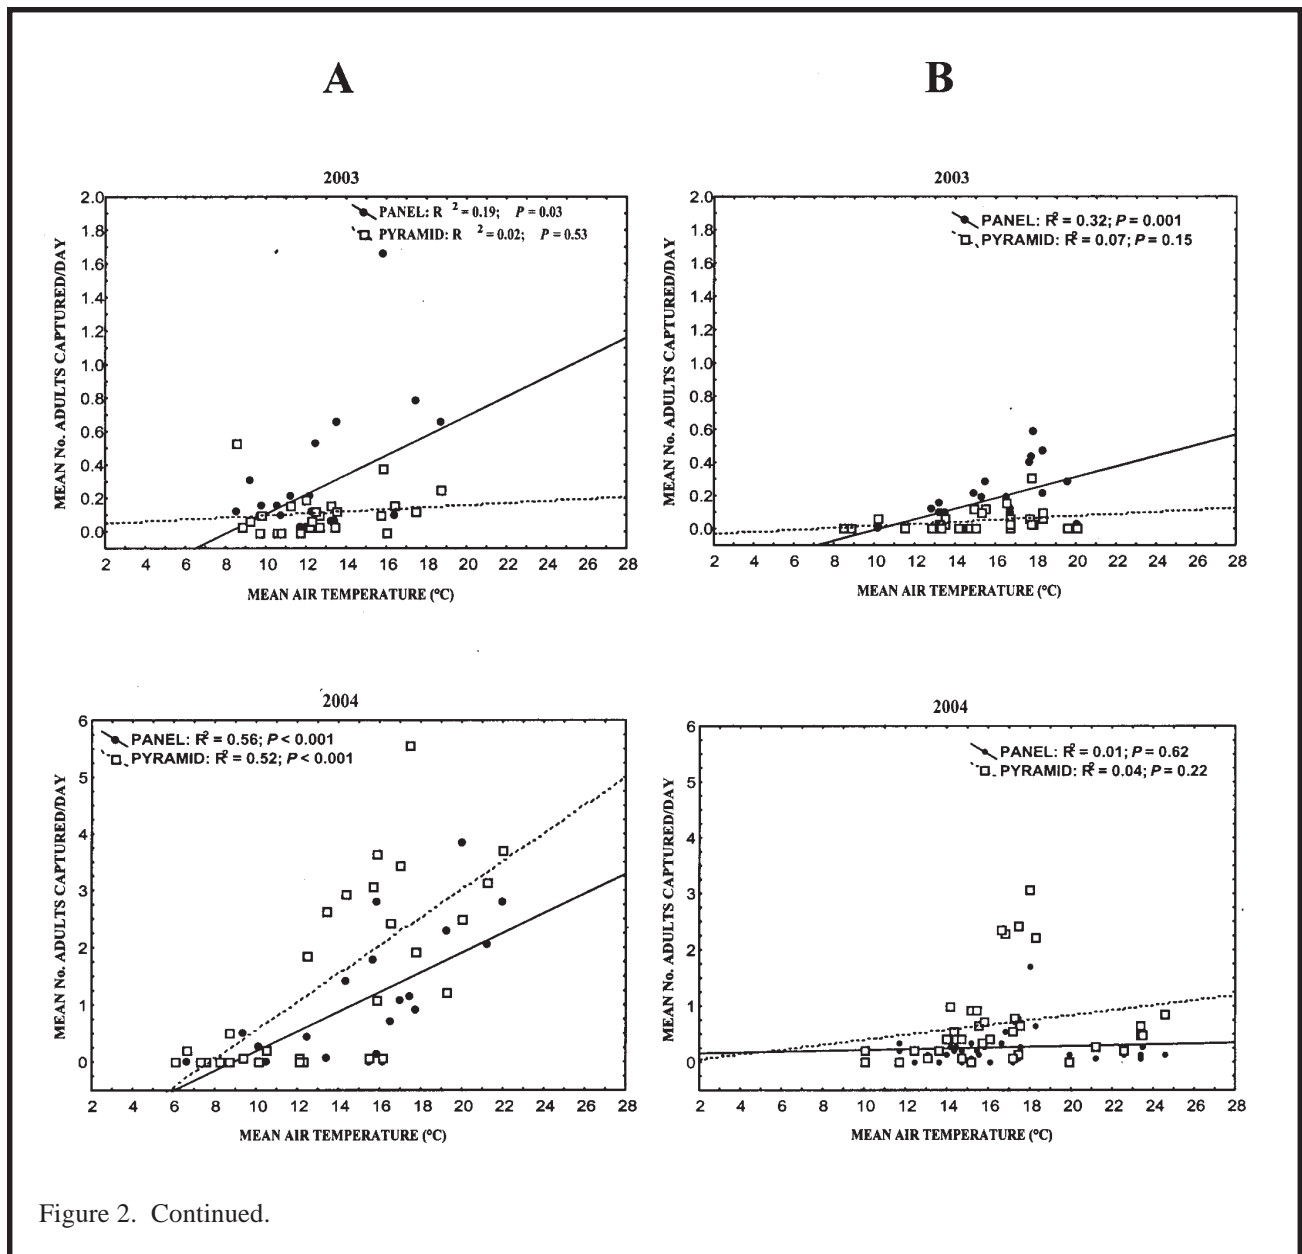 A
B
2003
PANEL: R 2 = 0.19; P = 0.03
PYRAMID: R 2 = 0.02; P = 0.53
MEAN No. ADULTS CAPTURED/DAY
2.0
1.8
1.6
1.4
1.2
1.0
0.8
0.6
0.4
0.2
0.0
2 4 6 8 10 12 14 16 18 20 22 24 26 28
MEAN AIR TEMPERATURE (°C)
2003
PANEL: R² = 0.32; P = 0.001
PYRAMID: R² = 0.07; P = 0.15
MEAN No. ADULTS CAPTURED/DAY
2.0
1.8
1.6
1.4
1.2
1.0
0.8
0.6
0.4
0.2
0.0
2 4 6 8 10 12 14 16 18 20 22 24 26 28
MEAN AIR TEMPERATURE (°C)
2004
PANEL: R² = 0.56; P < 0.001
PYRAMID: R² = 0.52; P < 0.001
MEAN No. ADULTS CAPTURED/DAY
6
5
4
3
2
1
0
2 4 6 8 10 12 14 16 18 20 22 24 26 28
MEAN AIR TEMPERATURE (°C)
2004
PANEL: R² = 0.01; P = 0.62
PYRAMID: R² = 0.04; P = 0.22
MEAN No. ADULTS CAPTURED/DAY
6
5
4
3
2
1
0
2 4 6 8 10 12 14 16 18 20 22 24 26 28
MEAN AIR TEMPERATURE (°C)
Figure 2. Continued.